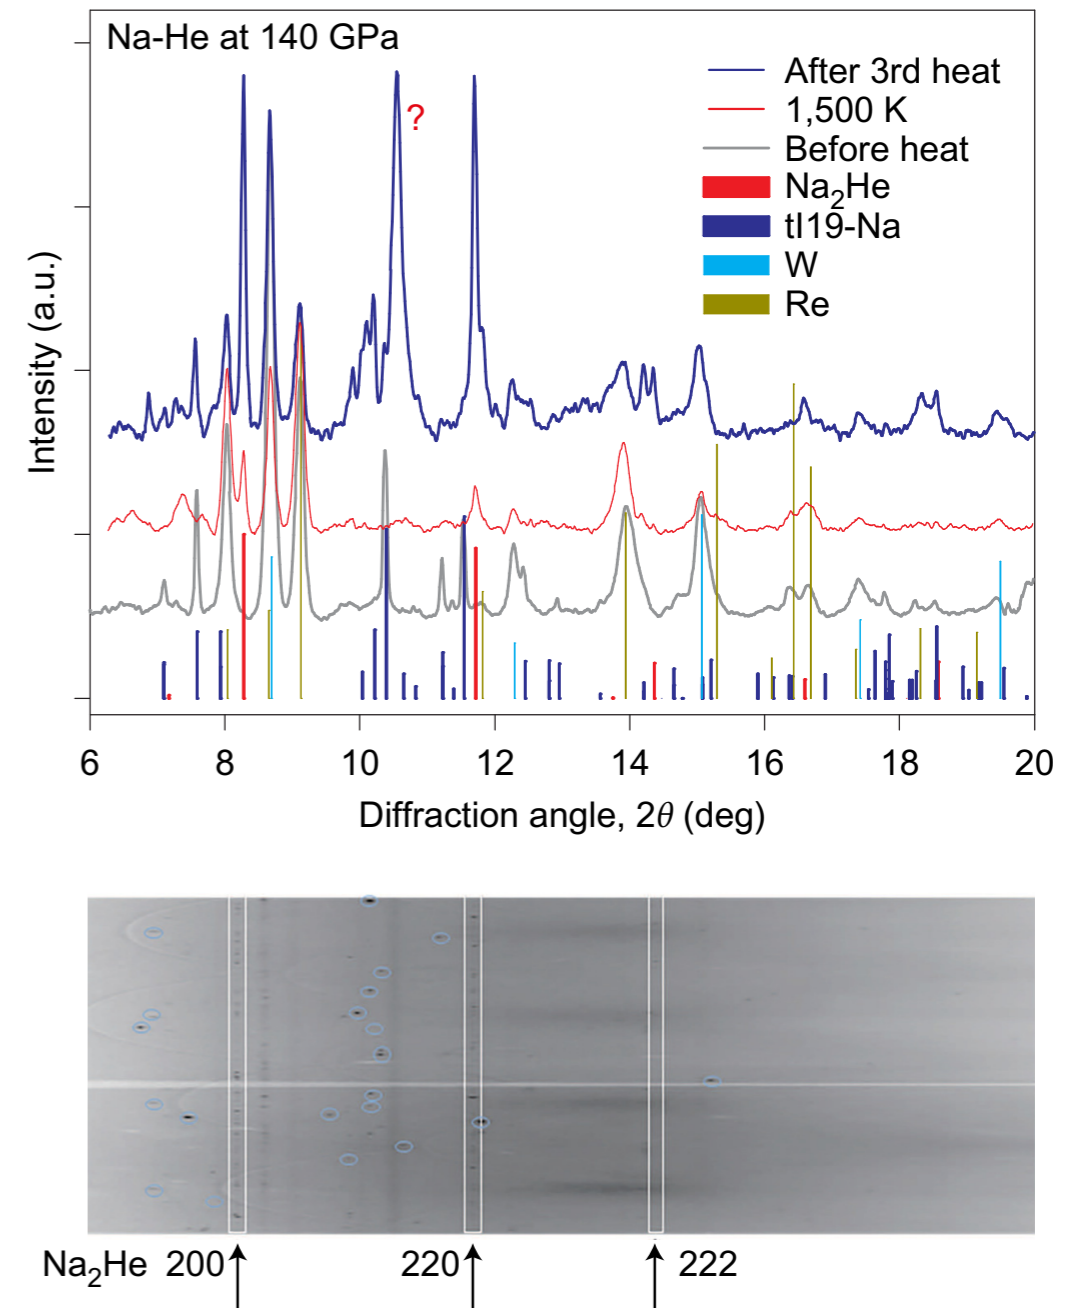 Na-He at 140 GPa
After 3rd heat
1,500 K
Before heat
Na₂He
tI19-Na
W
Re
?
Intensity (a.u.)
6 8 10 12 14 16 18 20
Diffraction angle, 2θ (deg)
Na₂He 200 220 222